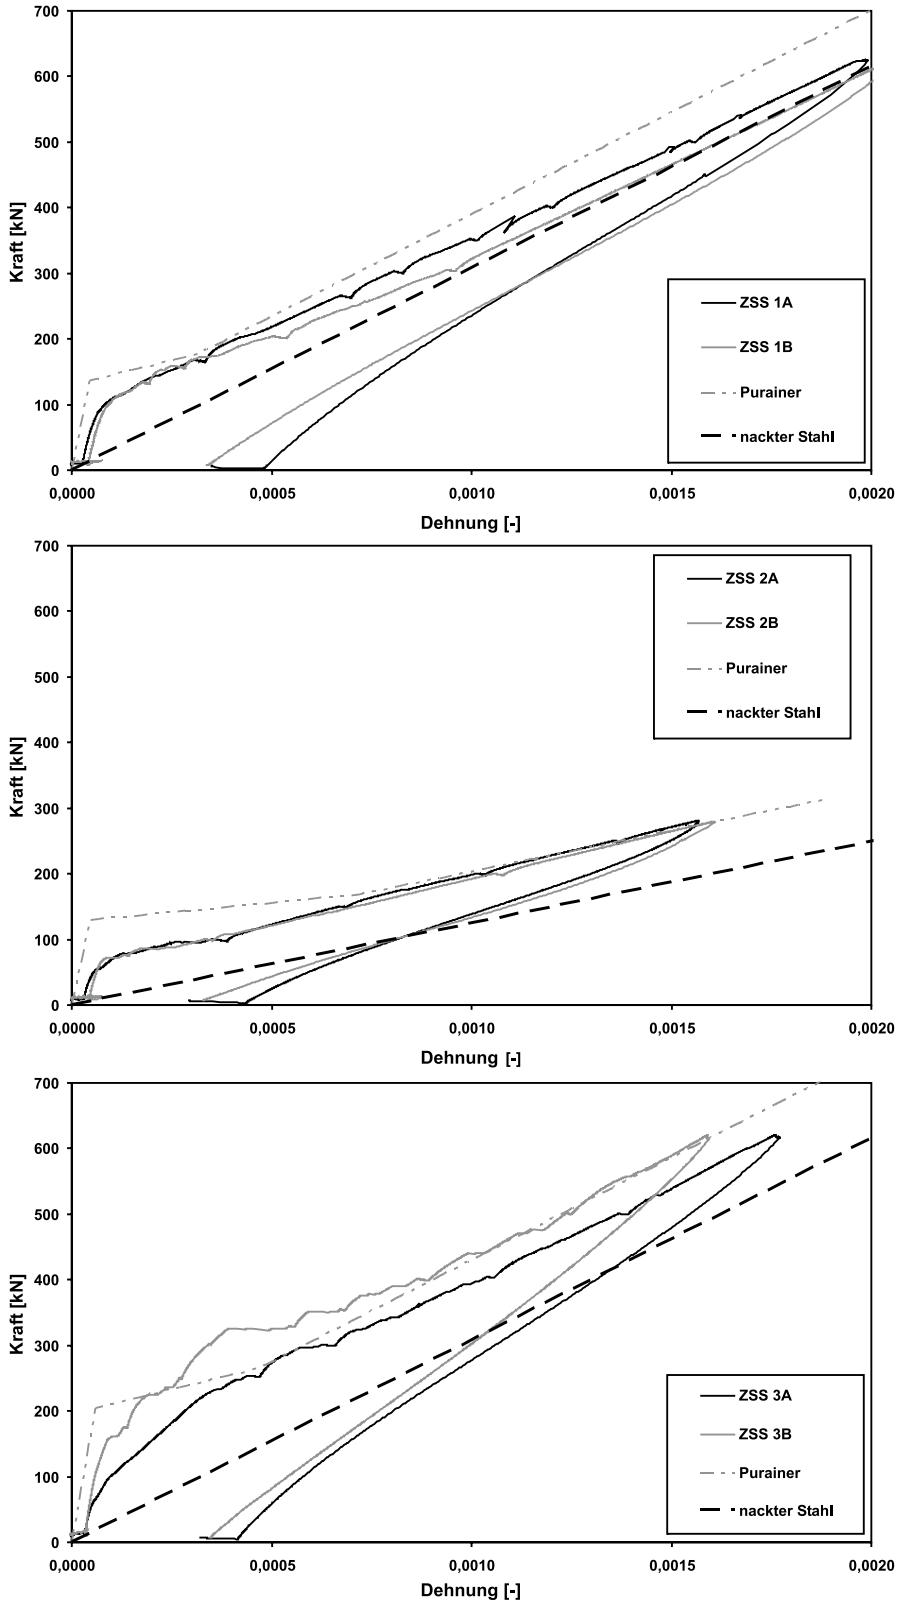 700
600
500
400
300
200
100
0
Kraft [kN]
ZSS 1A
ZSS 1B
Purainer
nackter Stahl
0,0000 0,0005 0,0010 0,0015 0,0020
Dehnung [-]
700
600
500
400
300
200
100
0
Kraft [kN]
ZSS 2A
ZSS 2B
Purainer
nackter Stahl
0,0000 0,0005 0,0010 0,0015 0,0020
Dehnung [-]
700
600
500
400
300
200
100
0
Kraft [kN]
ZSS 3A
ZSS 3B
Purainer
nackter Stahl
0,0000 0,0005 0,0010 0,0015 0,0020
Dehnung [-]